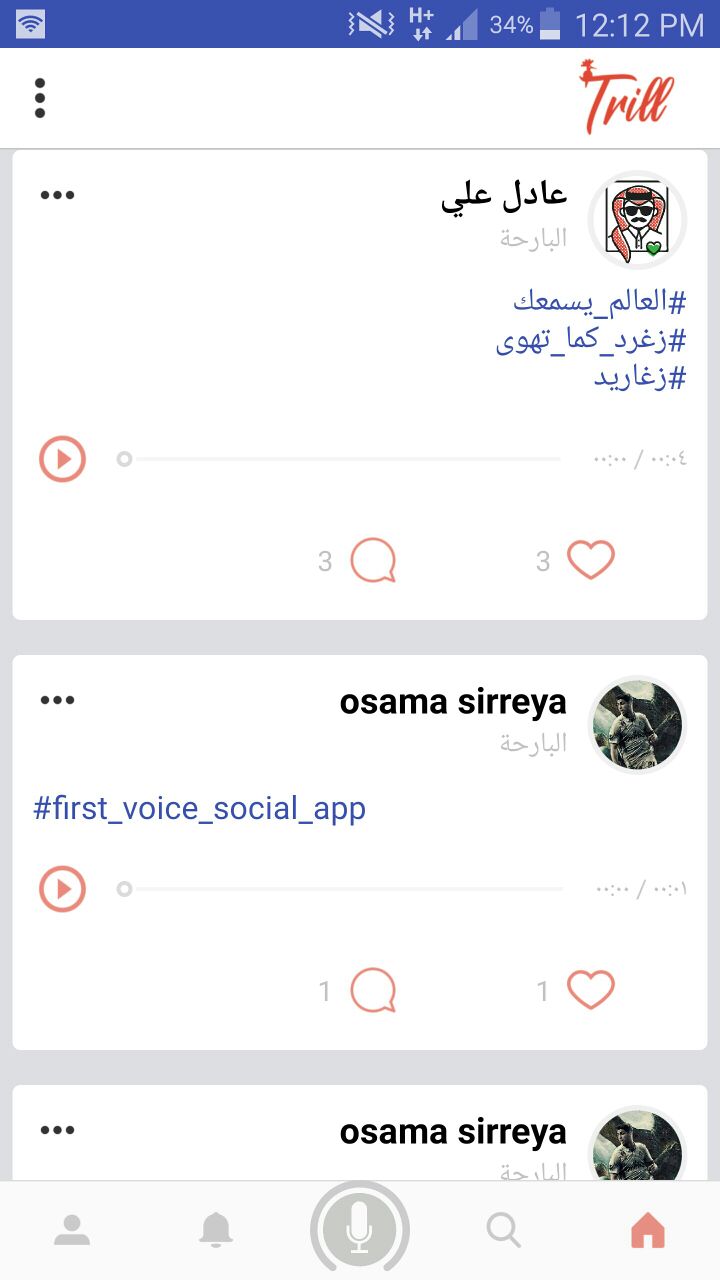 H+
34%
12:12 PM
Trill
عادل علي
البارحة
#العالم_يسمعك
#زغرد_كما_تهوى
#زغاريد
٠٠:٠٠ / ٠٠:٠٤
3
3
osama sirreya
البارحة
#first_voice_social_app
٠٠:٠٠ / ٠٠:٠١
1
1
osama sirreya
البارحة